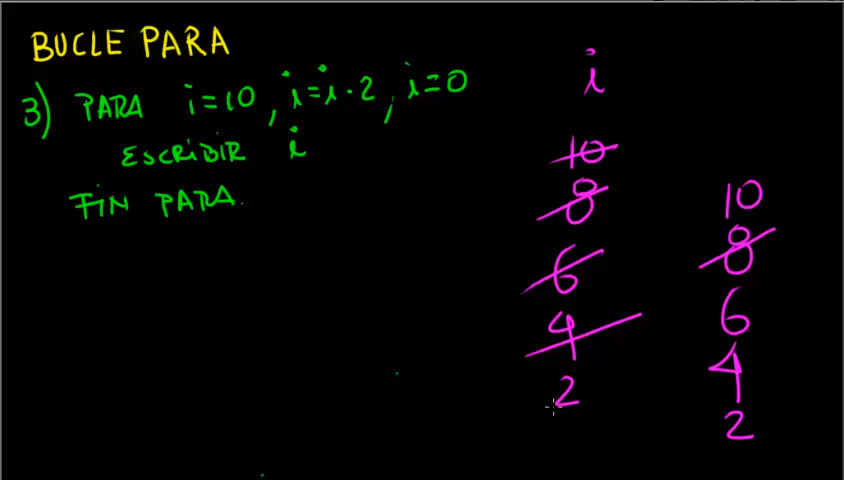 BUCLE PARA
3) PARA i=10, i=i-2, i=0
ESCRIBIR i
FIN PARA.
i
10
8
6
4
2
10
8
6
4
2